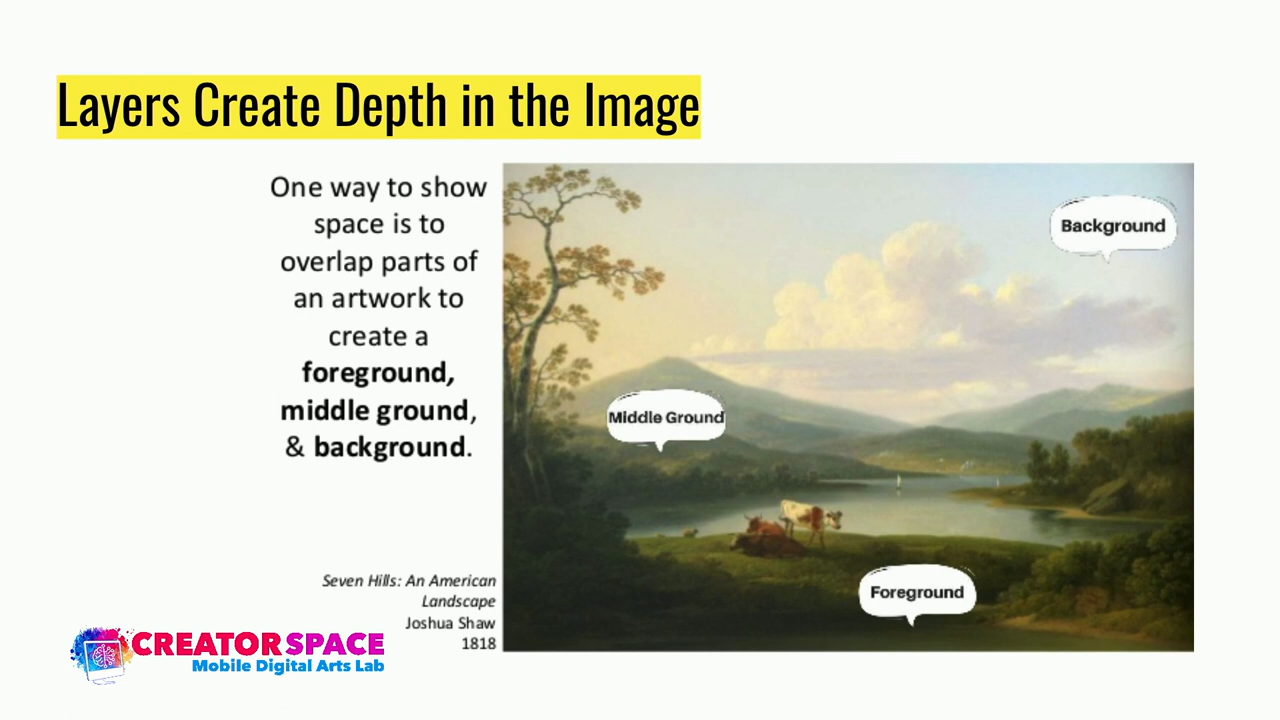 Layers Create Depth in the Image
One way to show
space is to
overlap parts of
an artwork to
create a
foreground,
middle ground,
& background.
Seven Hills: An American
Landscape
Joshua Shaw
1818
CREATOR SPACE
Mobile Digital Arts Lab
Background
Middle Ground
Foreground